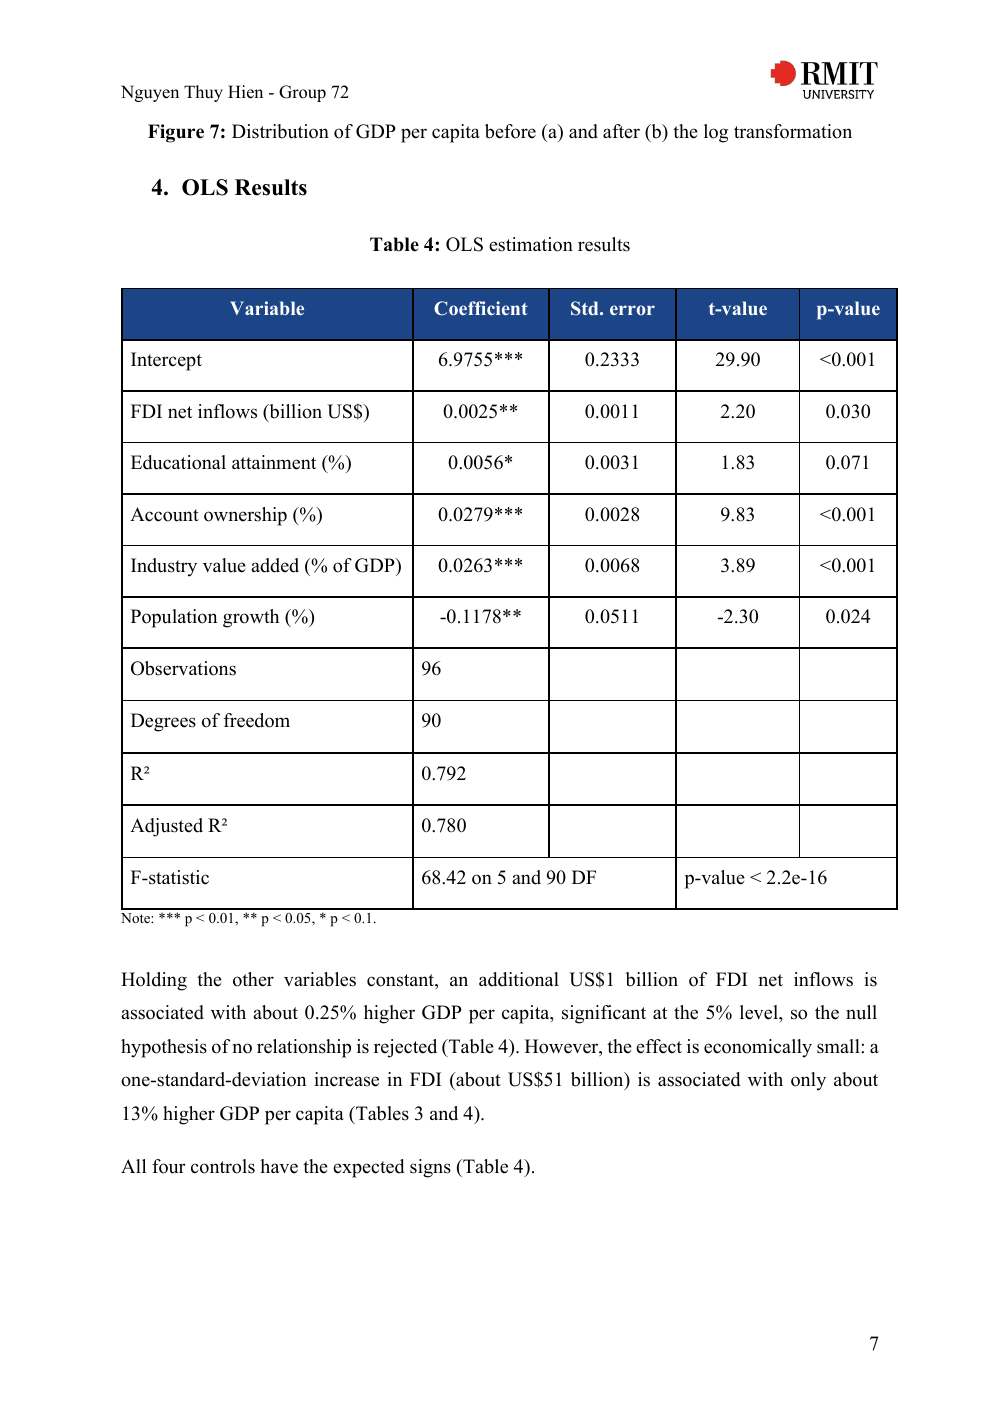 RMIT
UNIVERSITY
Nguyen Thuy Hien - Group 72
Figure 7: Distribution of GDP per capita before (a) and after (b) the log transformation
4. OLS Results
Table 4: OLS estimation results
Variable Coefficient Std. error t-value p-value
Intercept 6.9755*** 0.2333 29.90 <0.001
FDI net inflows (billion US$) 0.0025** 0.0011 2.20 0.030
Educational attainment (%) 0.0056* 0.0031 1.83 0.071
Account ownership (%) 0.0279*** 0.0028 9.83 <0.001
Industry value added (% of GDP) 0.0263*** 0.0068 3.89 <0.001
Population growth (%) -0.1178** 0.0511 -2.30 0.024
Observations 96
Degrees of freedom 90
R² 0.792
Adjusted R² 0.780
F-statistic 68.42 on 5 and 90 DF p-value < 2.2e-16
Note: *** p < 0.01, ** p < 0.05, * p < 0.1.
Holding the other variables constant, an additional US$1 billion of FDI net inflows is
associated with about 0.25% higher GDP per capita, significant at the 5% level, so the null
hypothesis of no relationship is rejected (Table 4). However, the effect is economically small: a
one-standard-deviation increase in FDI (about US$51 billion) is associated with only about
13% higher GDP per capita (Tables 3 and 4).
All four controls have the expected signs (Table 4).
7